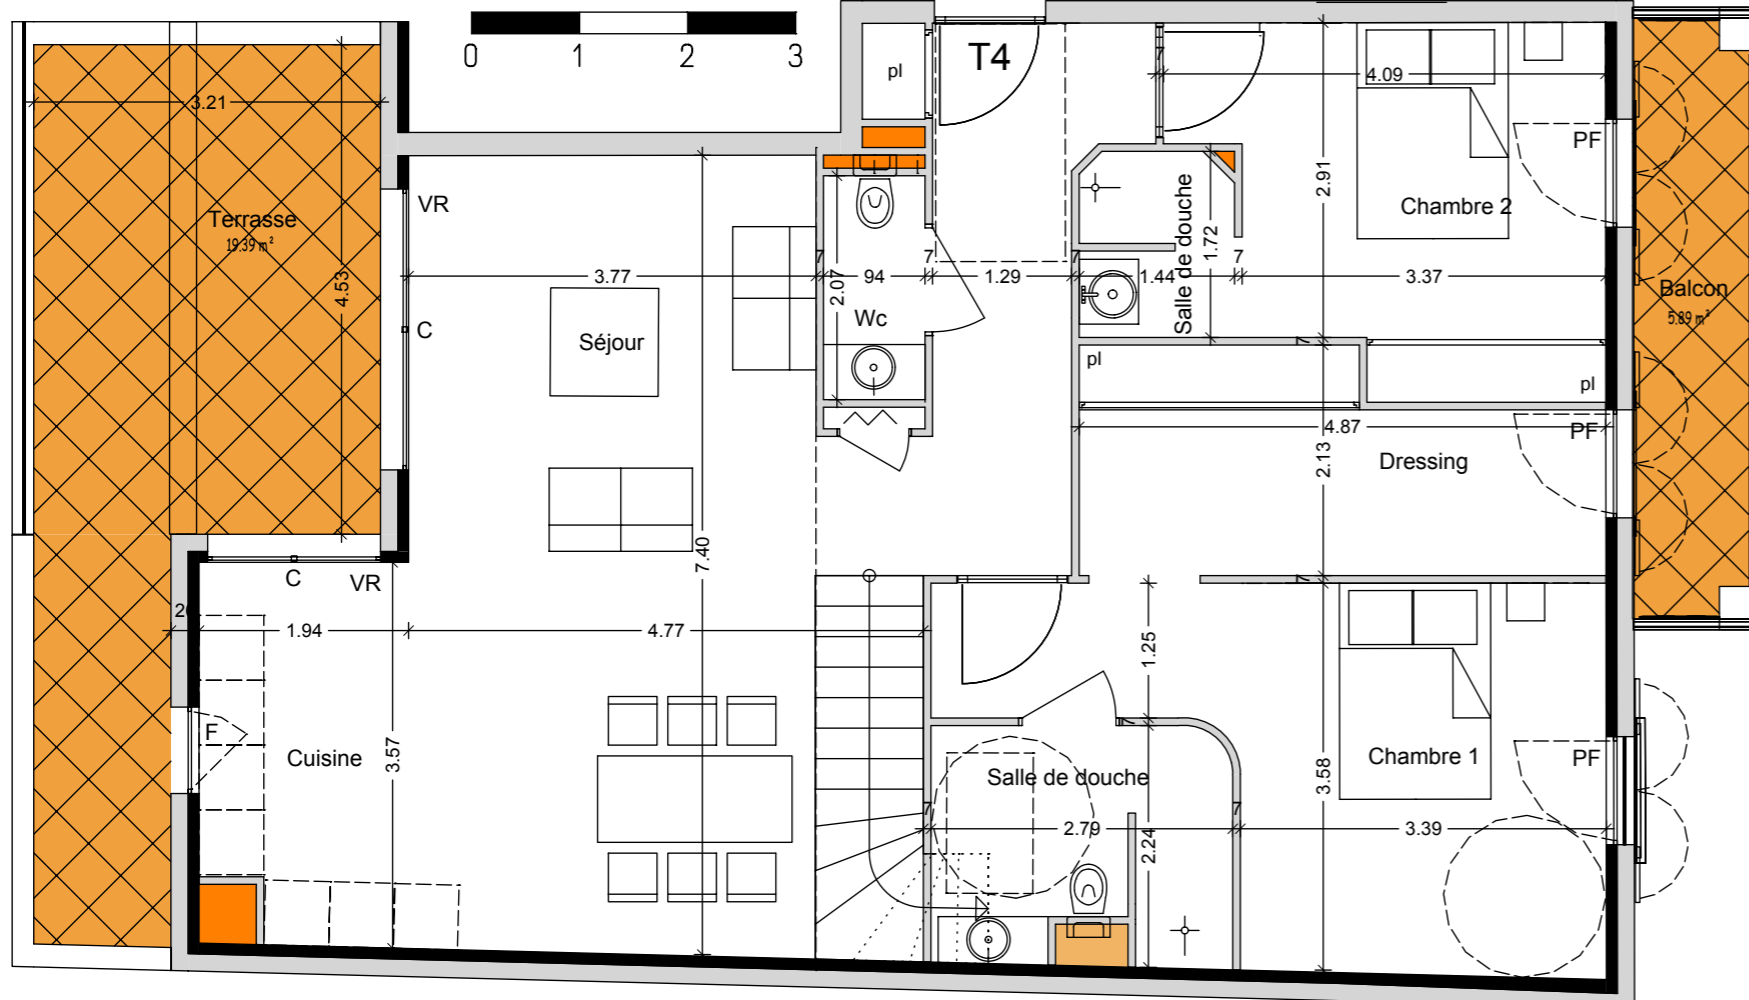 0
1
2
3
T4
pl
7
4.09
3.21
PF
2.91
Terrasse
19.39 m²
VR
Chambre 2
Salle de douche
1.72
4.53
3.77
7
2.07
94
7
1.29
7
1.44
7
3.37
Balcon
5.89 m²
Wc
C
Séjour
7
pl
pl
4.87
PF
2.13
Dressing
7.40
C
VR
7
1.94
4.77
1.25
F
7
Cuisine
3.57
Salle de douche
Chambre 1
PF
3.58
7
2.79
7
3.39
2.24